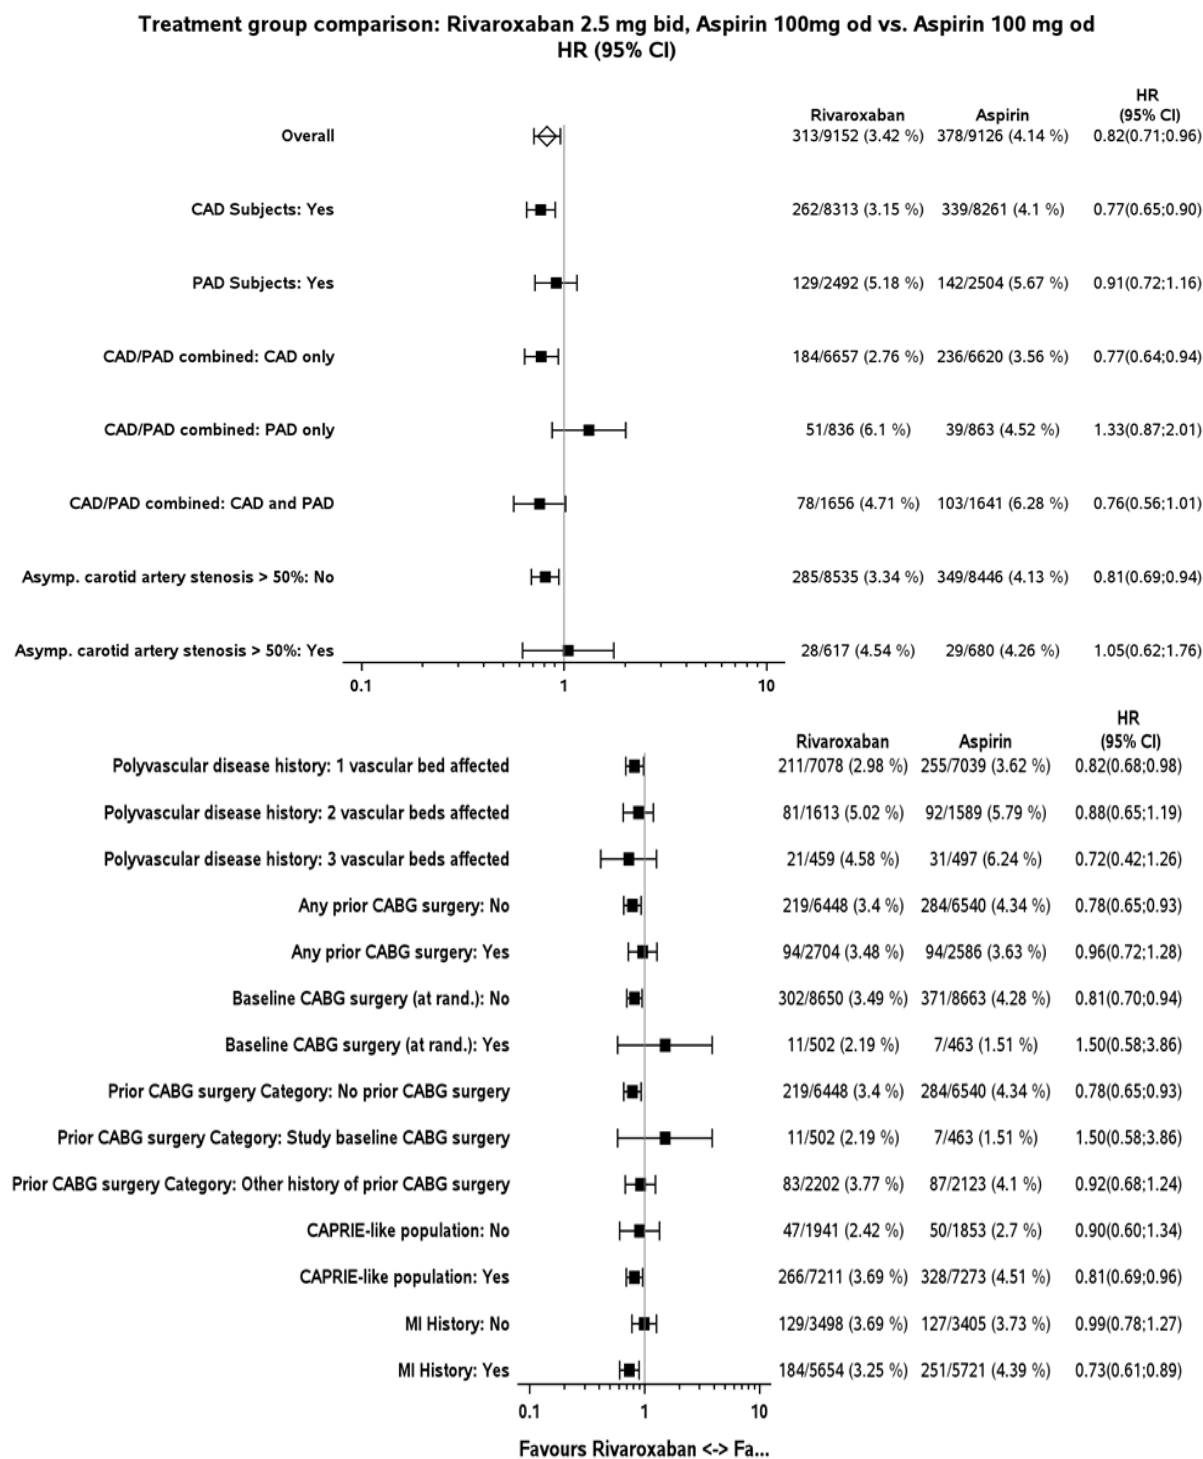 Treatment group comparison: Rivaroxaban 2.5 mg bid, Aspirin 100mg od vs. Aspirin 100 mg od
HR (95% CI)
HR
Rivaroxaban Aspirin (95% CI)
Overall 313/9152 (3.42 %) 378/9126 (4.14 %) 0.82(0.71;0.96)
CAD Subjects: Yes 262/8313 (3.15 %) 339/8261 (4.1 %) 0.77(0.65;0.90)
PAD Subjects: Yes 129/2492 (5.18 %) 142/2504 (5.67 %) 0.91(0.72;1.16)
CAD/PAD combined: CAD only 184/6657 (2.76 %) 236/6620 (3.56 %) 0.77(0.64;0.94)
CAD/PAD combined: PAD only 51/836 (6.1 %) 39/863 (4.52 %) 1.33(0.87;2.01)
CAD/PAD combined: CAD and PAD 78/1656 (4.71 %) 103/1641 (6.28 %) 0.76(0.56;1.01)
Asymp. carotid artery stenosis > 50%: No 285/8535 (3.34 %) 349/8446 (4.13 %) 0.81(0.69;0.94)
Asymp. carotid artery stenosis > 50%: Yes 28/617 (4.54 %) 29/680 (4.26 %) 1.05(0.62;1.76)
0.1 1 10
HR
Rivaroxaban Aspirin (95% CI)
Polyvascular disease history: 1 vascular bed affected 211/7078 (2.98 %) 255/7039 (3.62 %) 0.82(0.68;0.98)
Polyvascular disease history: 2 vascular beds affected 81/1613 (5.02 %) 92/1589 (5.79 %) 0.88(0.65;1.19)
Polyvascular disease history: 3 vascular beds affected 21/459 (4.58 %) 31/497 (6.24 %) 0.72(0.42;1.26)
Any prior CABG surgery: No 219/6448 (3.4 %) 284/6540 (4.34 %) 0.78(0.65;0.93)
Any prior CABG surgery: Yes 94/2704 (3.48 %) 94/2586 (3.63 %) 0.96(0.72;1.28)
Baseline CABG surgery (at rand.): No 302/8650 (3.49 %) 371/8663 (4.28 %) 0.81(0.70;0.94)
Baseline CABG surgery (at rand.): Yes 11/502 (2.19 %) 7/463 (1.51 %) 1.50(0.58;3.86)
Prior CABG surgery Category: No prior CABG surgery 219/6448 (3.4 %) 284/6540 (4.34 %) 0.78(0.65;0.93)
Prior CABG surgery Category: Study baseline CABG surgery 11/502 (2.19 %) 7/463 (1.51 %) 1.50(0.58;3.86)
Prior CABG surgery Category: Other history of prior CABG surgery 83/2202 (3.77 %) 87/2123 (4.1 %) 0.92(0.68;1.24)
CAPRIE-like population: No 47/1941 (2.42 %) 50/1853 (2.7 %) 0.90(0.60;1.34)
CAPRIE-like population: Yes 266/7211 (3.69 %) 328/7273 (4.51 %) 0.81(0.69;0.96)
MI History: No 129/3498 (3.69 %) 127/3405 (3.73 %) 0.99(0.78;1.27)
MI History: Yes 184/5654 (3.25 %) 251/5721 (4.39 %) 0.73(0.61;0.89)
0.1 1 10
Favours Rivaroxaban <-> Fa...